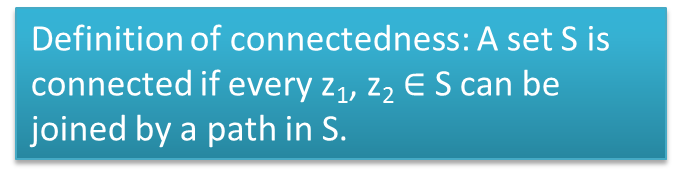 Definition of connectedness: A set S is
connected if every z₁, z₂ ∈ S can be
joined by a path in S.